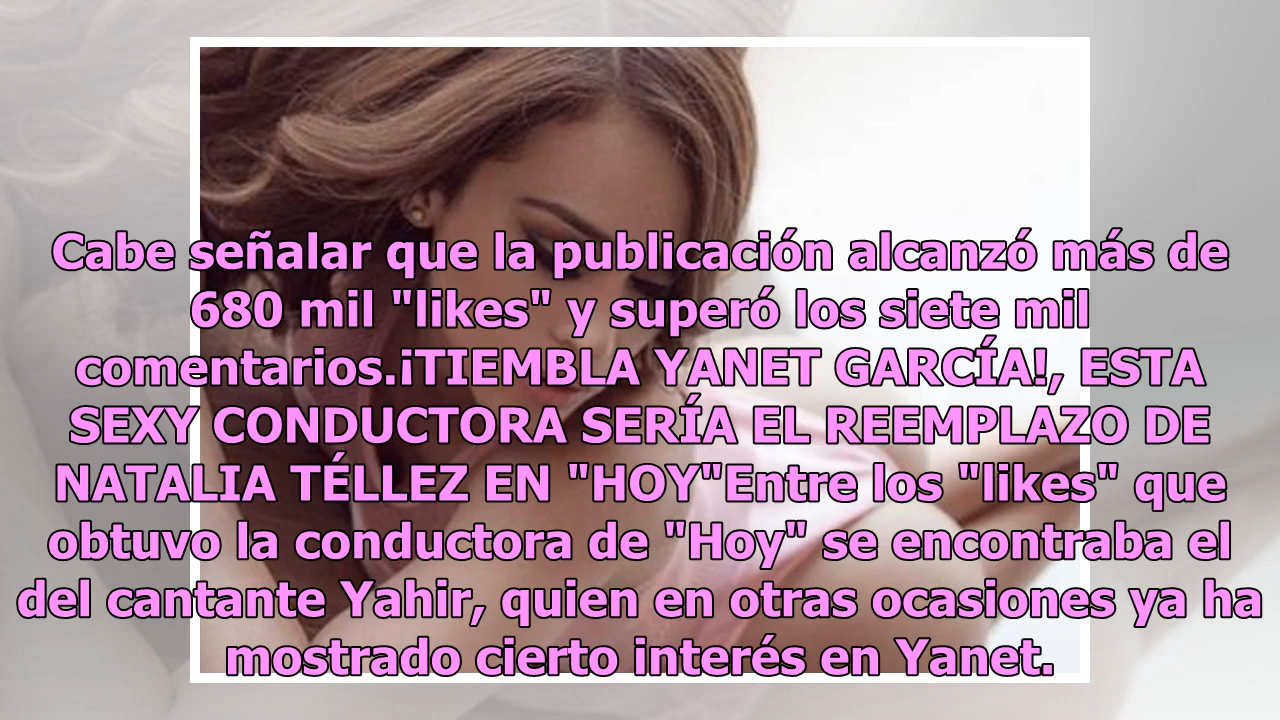 Cabe señalar que la publicación alcanzó más de
680 mil "likes" y superó los siete mil
comentarios.¡TIEMBLA YANET GARCÍA!, ESTA
SEXY CONDUCTORA SERÍA EL REEMPLAZO DE
NATALIA TÉLLEZ EN "HOY"Entre los "likes" que
obtuvo la conductora de "Hoy" se encontraba el
del cantante Yahir, quien en otras ocasiones ya ha
mostrado cierto interés en Yanet.